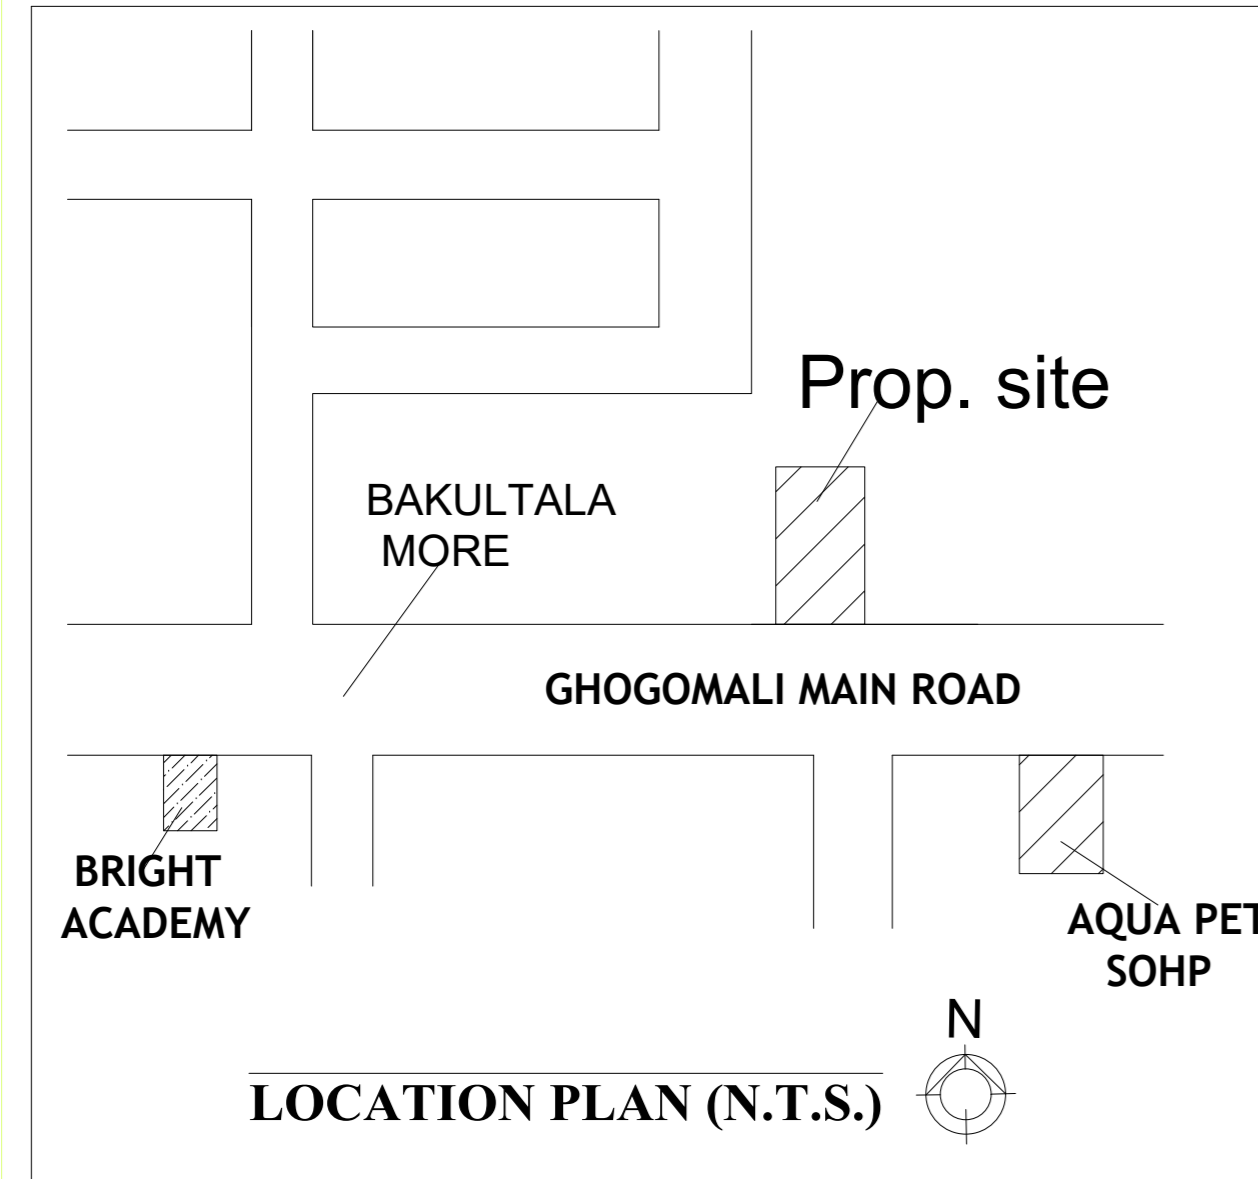 Prop. site
BAKULTALA
MORE
GHOGOMALI MAIN ROAD
BRIGHT
ACADEMY
AQUA PET
SOHP
N
LOCATION PLAN (N.T.S.)